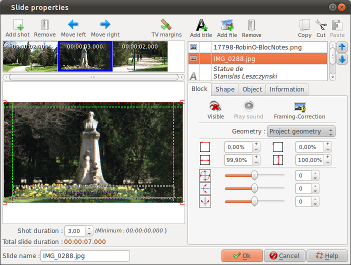 Slide properties
Add shot Remove Move left Move right TV margins Add title Add file Remove Copy Cut Paste
00:00:03.000 00:00:02.000
17798-RobinO-BlocNotes.png
IMG_0288.jpg
Statue de
Stanislas Leszczynski
Block Shape Object Information
Visible Play sound Framing-Correction
Geometry : Project geometry
0,00% 0,00%
99,90% 100,00%
0
0
0
Shot duration : 3,00 (Minimum : 00:00:00.000 )
Total slide duration : 00:00:07.000
Slide name : IMG_0288.jpg
Ok Cancel Help